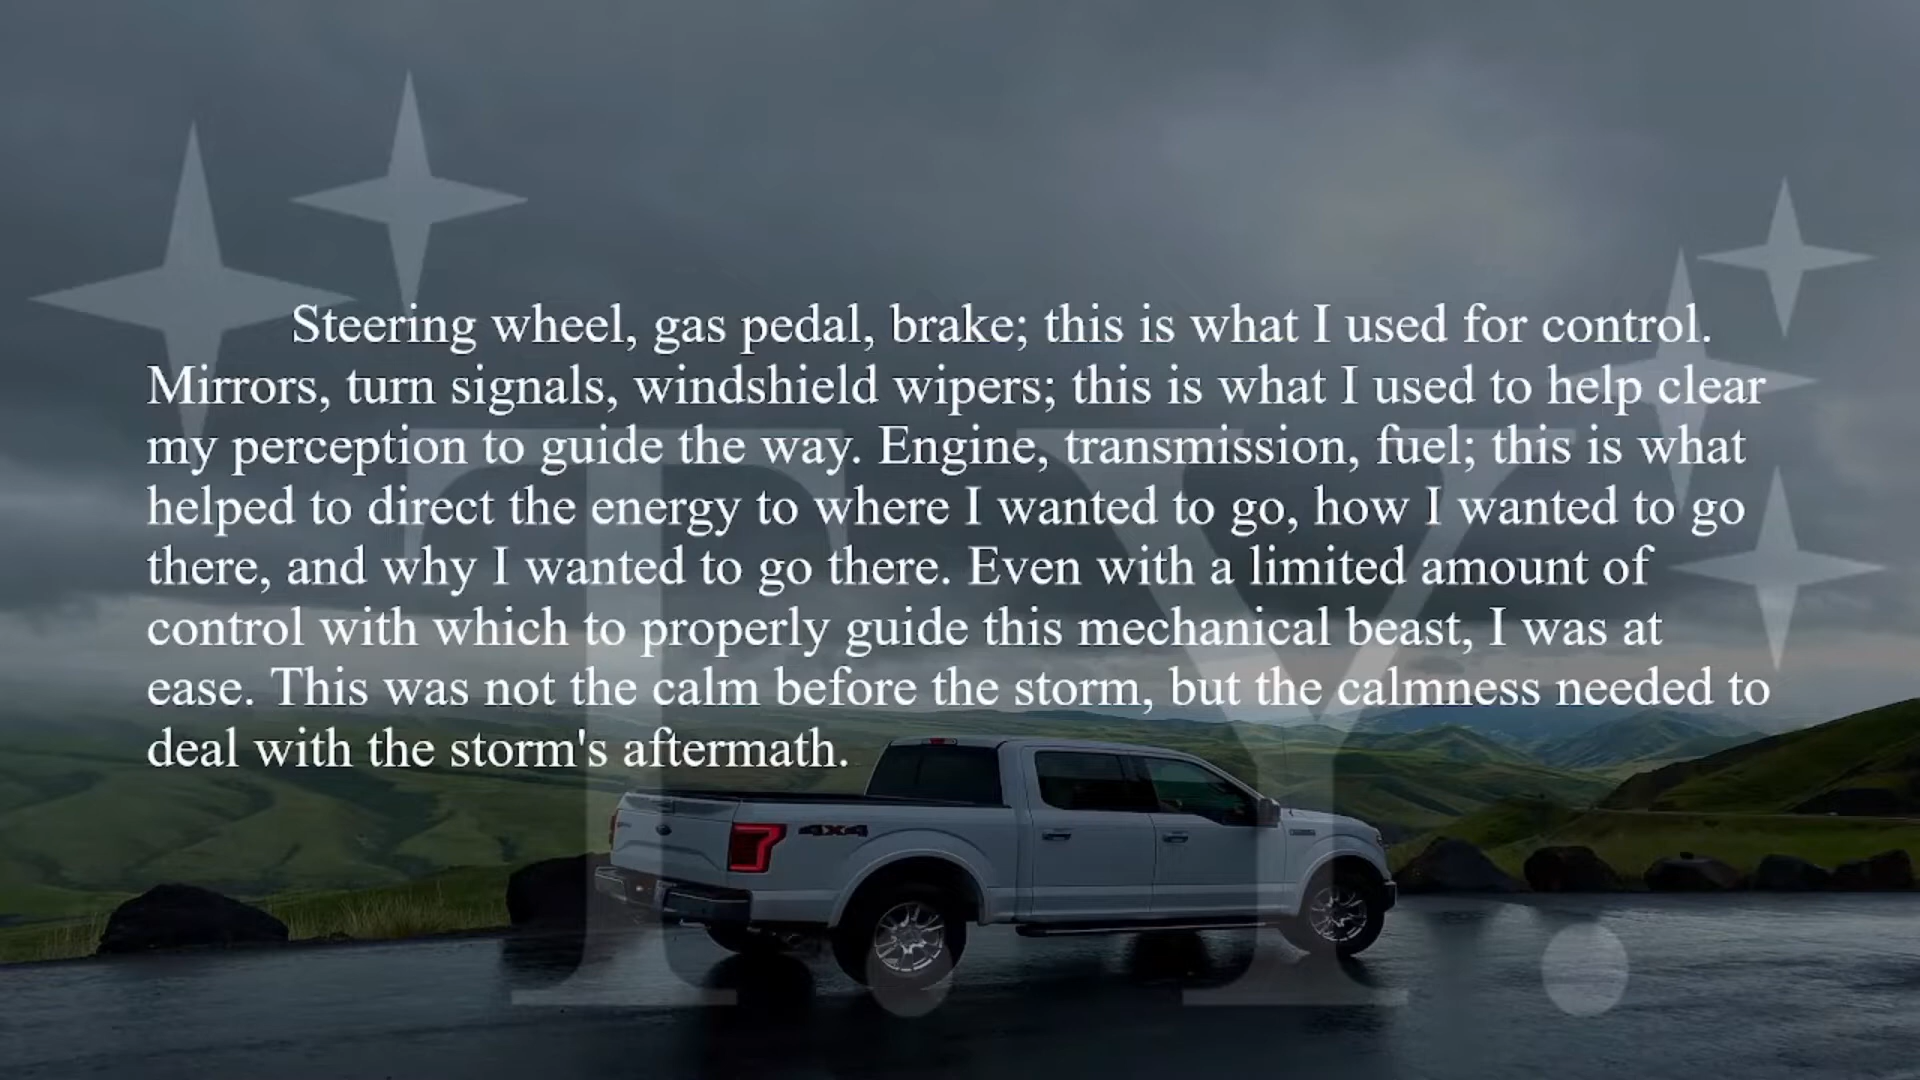 Steering wheel, gas pedal, brake; this is what I used for control.
Mirrors, turn signals, windshield wipers; this is what I used to help clear
my perception to guide the way. Engine, transmission, fuel; this is what
helped to direct the energy to where I wanted to go, how I wanted to go
there, and why I wanted to go there. Even with a limited amount of
control with which to properly guide this mechanical beast, I was at
ease. This was not the calm before the storm, but the calmness needed to
deal with the storm's aftermath.
T.Y.
4X4